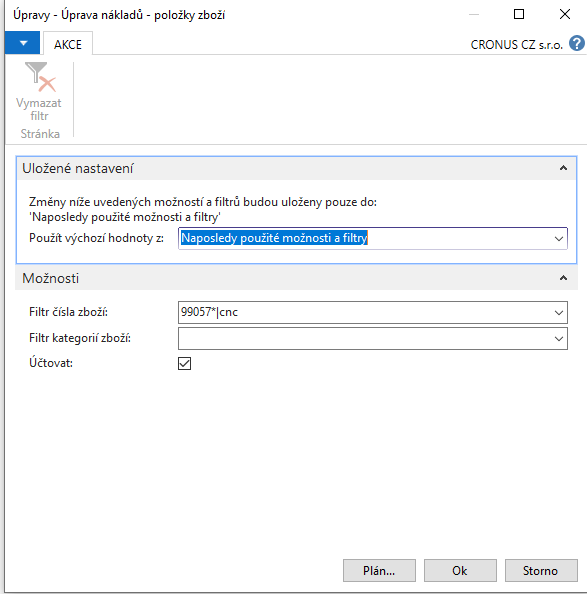 Úpravy - Úprava nákladů - položky zboží
AKCE
CRONUS CZ s.r.o.
?
Vymazat
filtr
Stránka
Uložené nastavení
Změny níže uvedených možností a filtrů budou uloženy pouze do:
'Naposledy použité možnosti a filtry'
Použít výchozí hodnoty z: Naposledy použité možnosti a filtry
Možnosti
Filtr čísla zboží: 99057*|cnc
Filtr kategorií zboží:
Účtovat:
Plán... Ok Storno